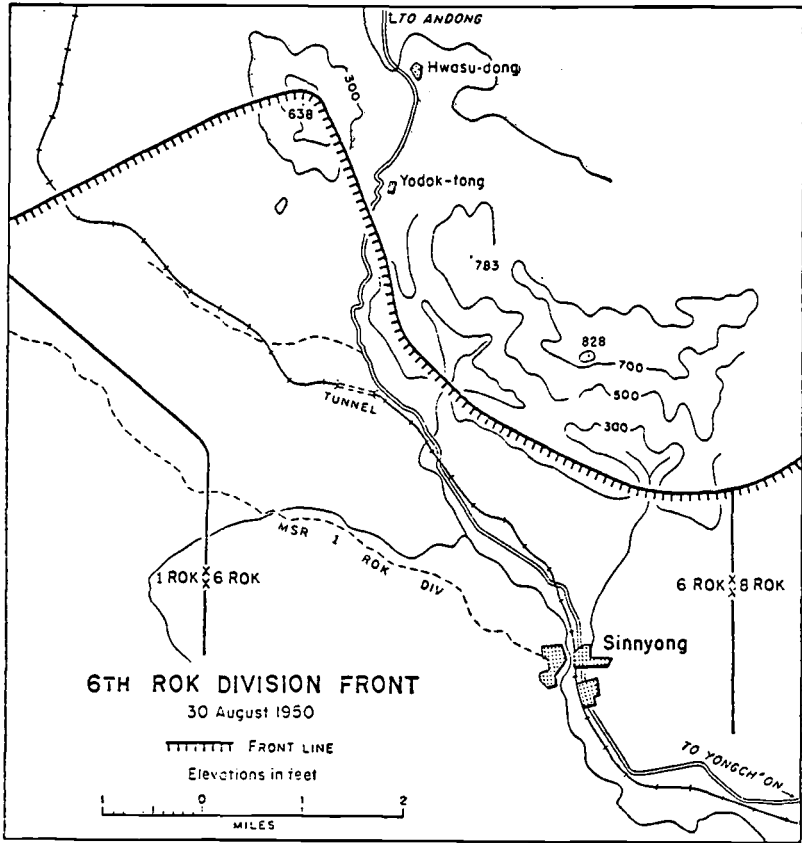 TO ANDONG
Hwasu-dong
300
638
Yodok-tong
783
828
700
500
300
TUNNEL
MSR 1 ROK DIV
1 ROK XX 6 ROK
6 ROK XX 8 ROK
Sinnyong
6TH ROK DIVISION FRONT
30 August 1950
FRONT LINE
Elevations in feet
TO YONGCH'ON
1 0 1 2
MILES